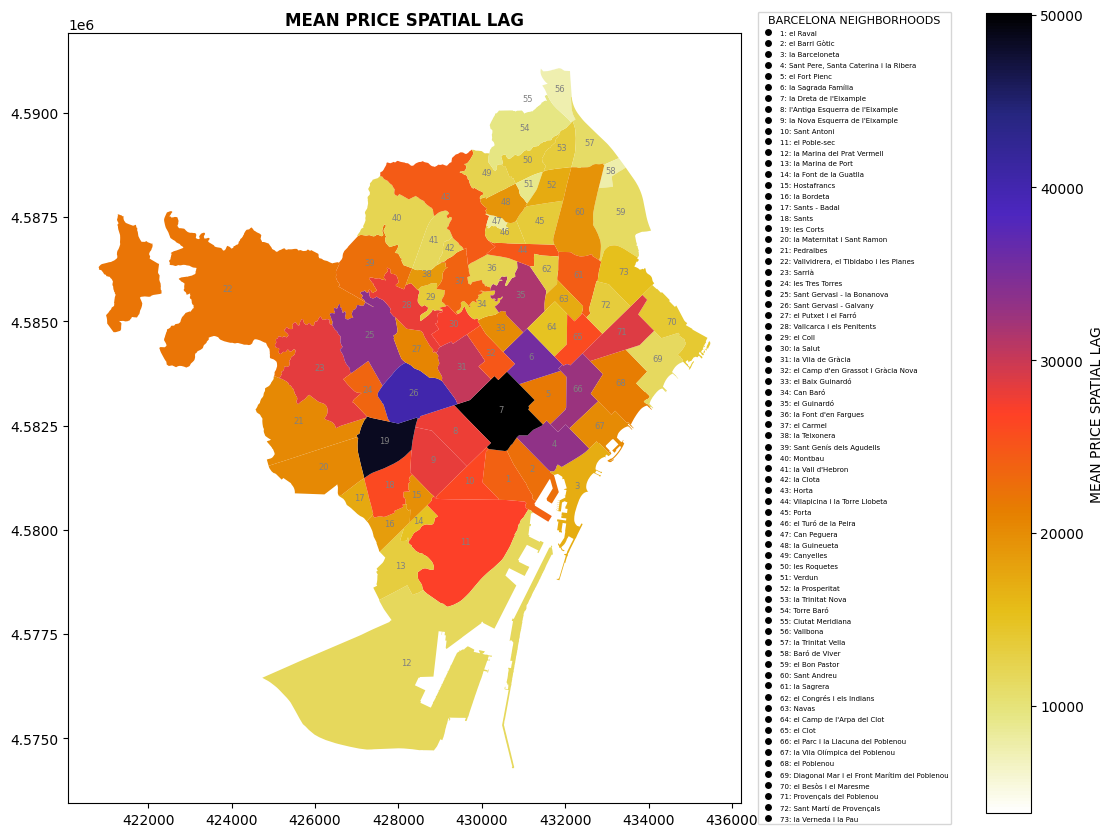 MEAN PRICE SPATIAL LAG
1e6
4.5900
4.5875
4.5850
4.5825
4.5800
4.5775
4.5750
422000 424000 426000 428000 430000 432000 434000 436000
56
55
54
57
53
50
58
49
51
52
48
59
60
40
47
45
46
41
42
36
62
73
38
35
29
63
72
34
70
33
64
71
25
6
31
27
69
23
66
68
24
5
26
7
21
67
19
4
20
3
17
15
16
14
13
12
BARCELONA NEIGHBORHOODS
1: el Raval
2: el Barri Gòtic
3: la Barceloneta
4: Sant Pere, Santa Caterina i la Ribera
5: el Fort Pienc
6: la Sagrada Família
7: la Dreta de l'Eixample
8: l'Antiga Esquerra de l'Eixample
9: la Nova Esquerra de l'Eixample
10: Sant Antoni
11: el Poble-sec
12: la Marina del Prat Vermell
13: la Marina de Port
14: la Font de la Guatlla
15: Hostafrancs
16: la Bordeta
17: Sants - Badal
18: Sants
19: les Corts
20: la Maternitat i Sant Ramon
21: Pedralbes
22: Vallvidrera, el Tibidabo i les Planes
23: Sarrià
24: les Tres Torres
25: Sant Gervasi - la Bonanova
26: Sant Gervasi - Galvany
27: el Putxet i el Farró
28: Vallcarca i els Penitents
29: el Coll
30: la Salut
31: la Vila de Gràcia
32: el Camp d'en Grassot i Gràcia Nova
33: el Baix Guinardó
34: Can Baró
35: el Guinardó
36: la Font d'en Fargues
37: el Carmel
38: la Teixonera
39: Sant Genís dels Agudells
40: Montbau
41: la Vall d'Hebron
42: la Clota
43: Horta
44: Vilapicina i la Torre Llobeta
45: Porta
46: el Turó de la Peira
47: Can Peguera
48: la Guineueta
49: Canyelles
50: les Roquetes
51: Verdun
52: la Prosperitat
53: la Trinitat Nova
54: Torre Baró
55: Ciutat Meridiana
56: Vallbona
57: la Trinitat Vella
58: Baró de Viver
59: el Bon Pastor
60: Sant Andreu
61: la Sagrera
62: el Congrés i els Indians
63: Navas
64: el Camp de l'Arpa del Clot
65: el Clot
66: el Parc i la Llacuna del Poblenou
67: la Vila Olímpica del Poblenou
68: el Poblenou
69: Diagonal Mar i el Front Marítim del Poblenou
70: el Besòs i el Maresme
71: Provençals del Poblenou
72: Sant Martí de Provençals
73: la Verneda i la Pau
50000
40000
30000
20000
10000
MEAN PRICE SPATIAL LAG